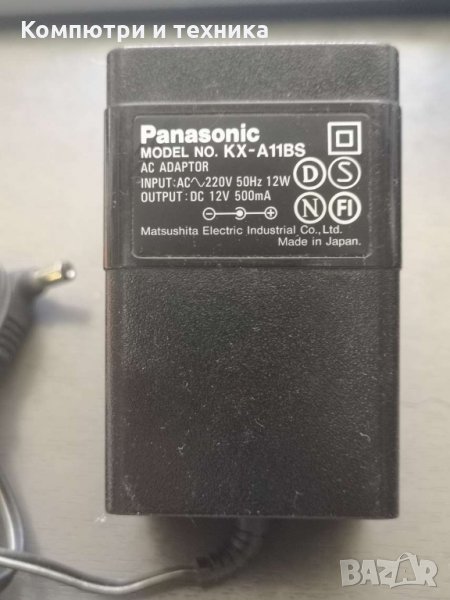 Компютри и техника
Panasonic
MODEL NO. KX-A11BS
AC ADAPTOR
INPUT:AC∿220V 50Hz 12W
OUTPUT: DC 12V 500mA
D S
N FI
Matsushita Electric Industrial Co., Ltd.
Made in Japan.
BAZAR